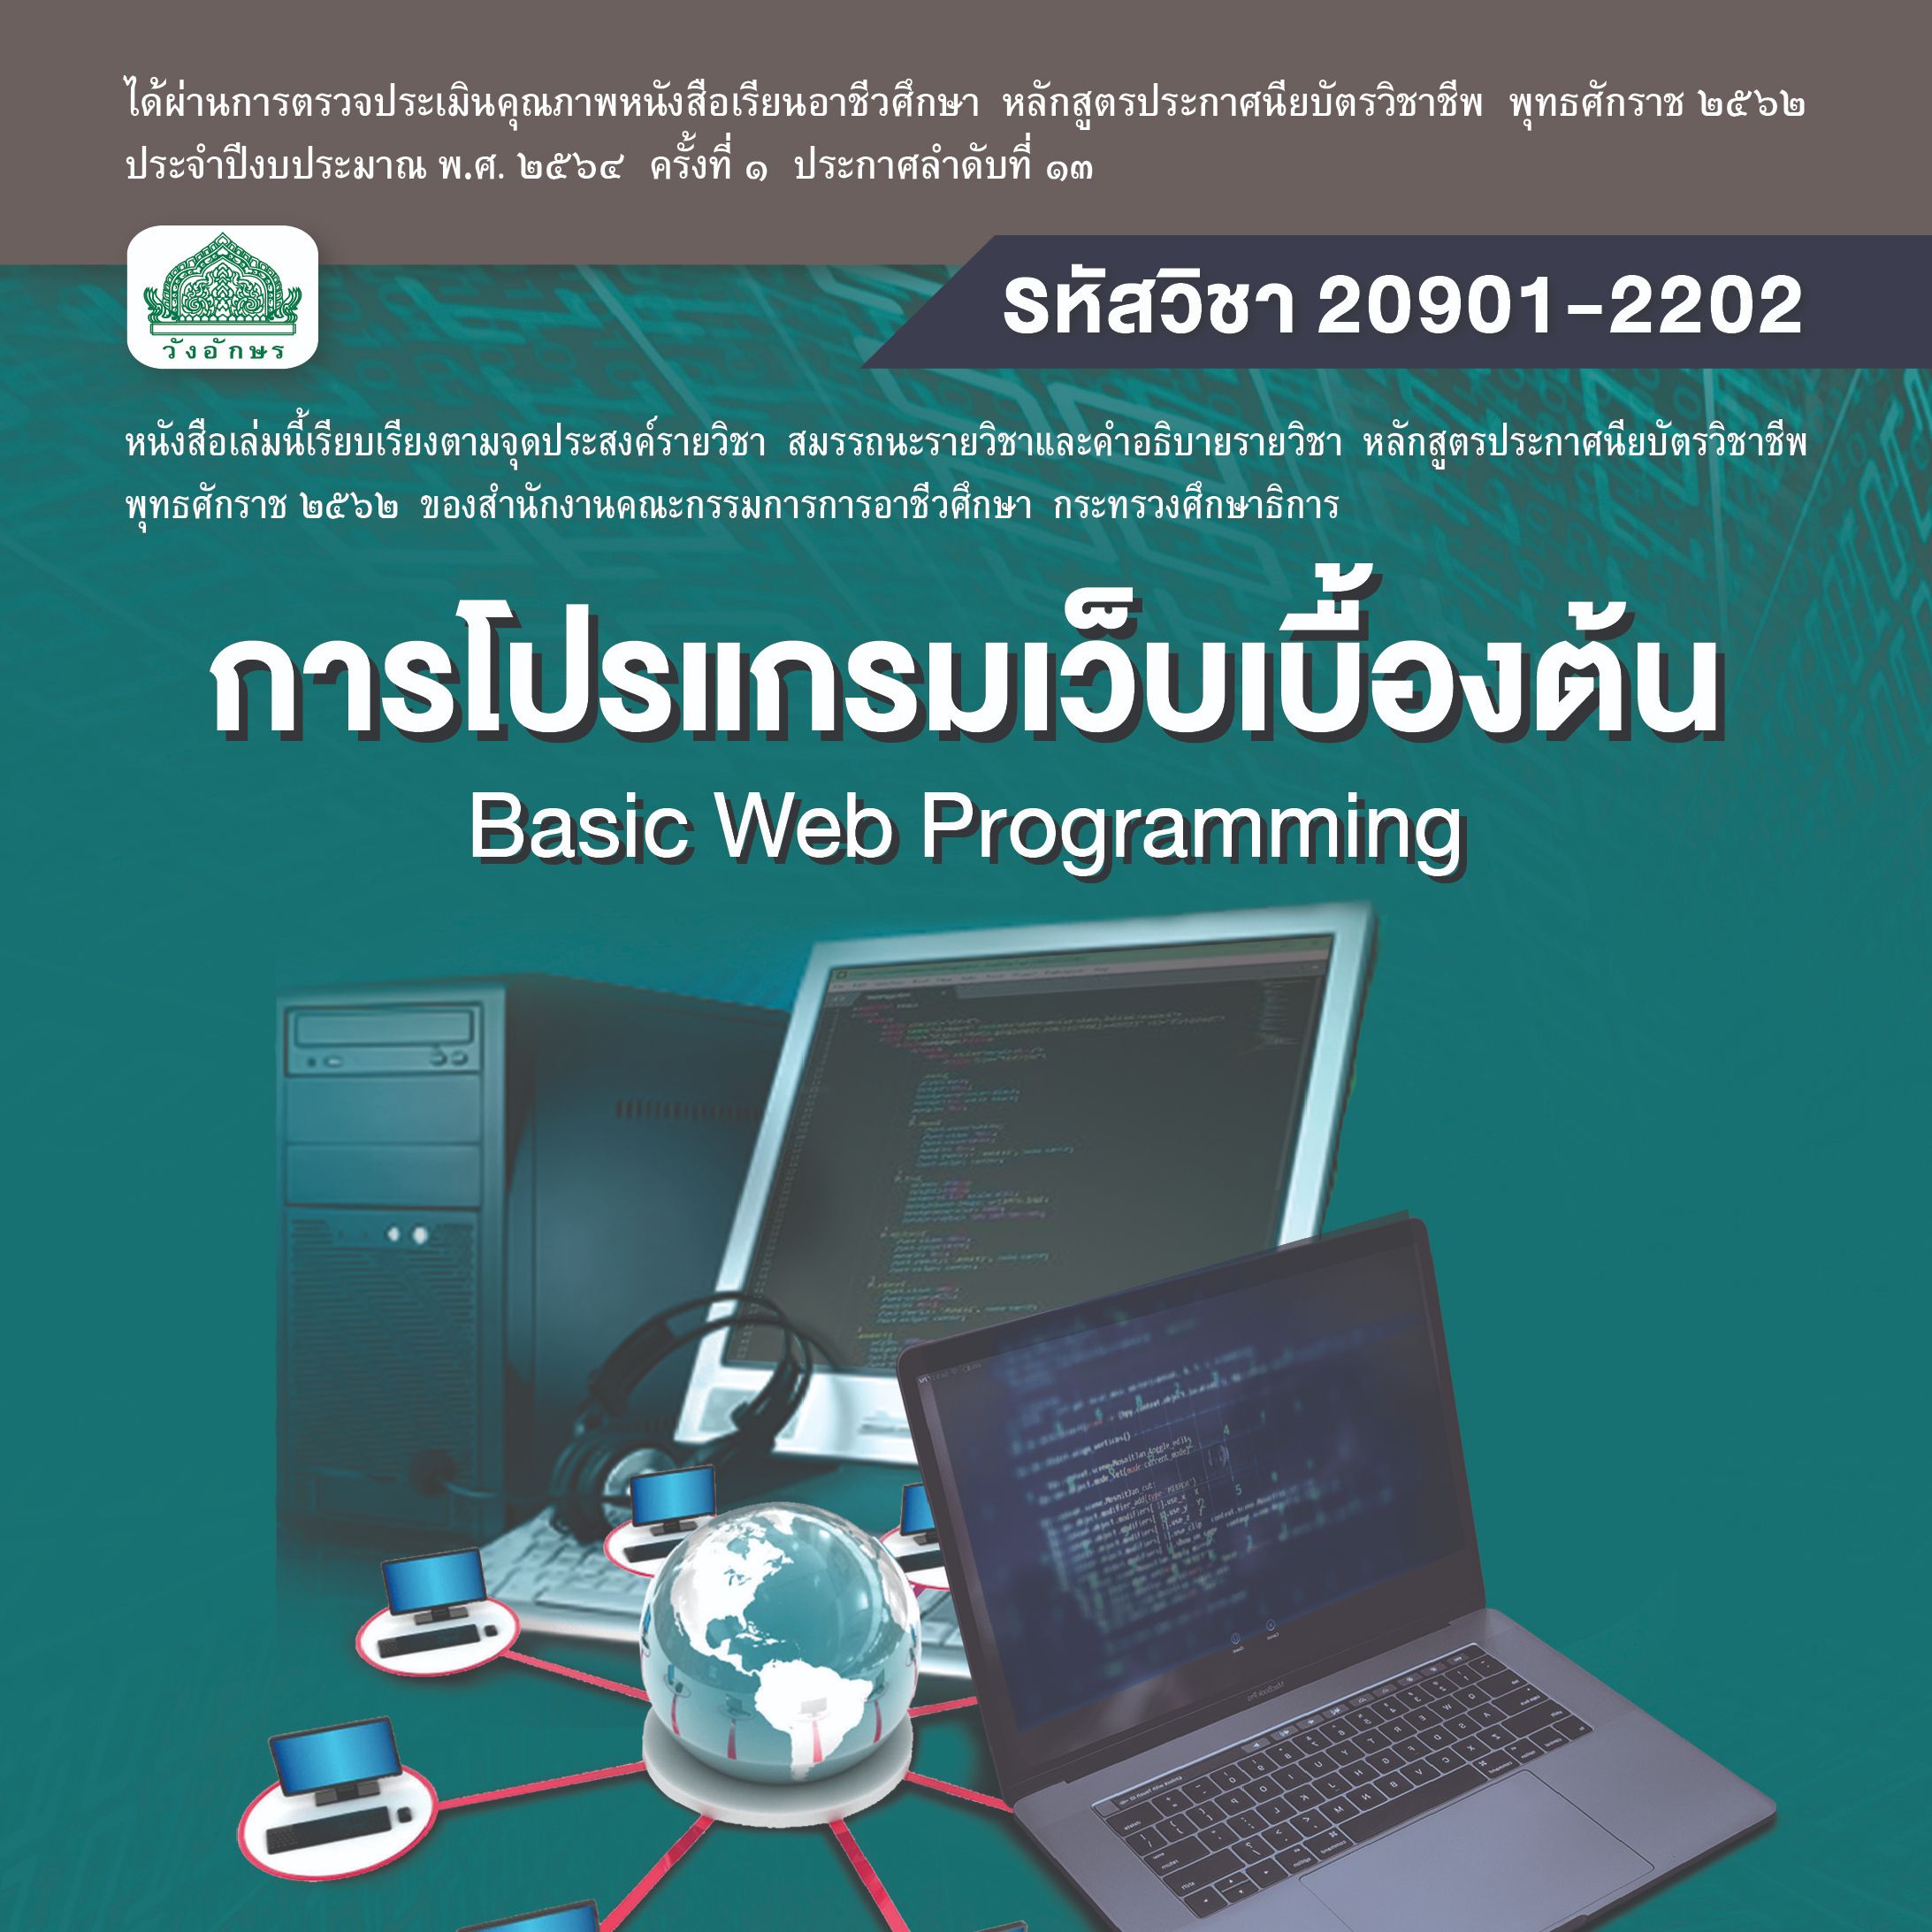 ได้ผ่านการตรวจประเมินคุณภาพหนังสือเรียนอาชีวศึกษา หลักสูตรประกาศนียบัตรวิชาชีพ พุทธศักราช ๒๕๖๒
ประจำปีงบประมาณ พ.ศ. ๒๕๖๔ ครั้งที่ ๑ ประกาศลำดับที่ ๑๓
วังอักษร
รหัสวิชา 20901-2202
หนังสือเล่มนี้เรียบเรียงตามจุดประสงค์รายวิชา สมรรถนะรายวิชาและคำอธิบายรายวิชา หลักสูตรประกาศนียบัตรวิชาชีพ
พุทธศักราช ๒๕๖๒ ของสำนักงานคณะกรรมการการอาชีวศึกษา กระทรวงศึกษาธิการ
การโปรแกรมเว็บเบื้องต้น
Basic Web Programming